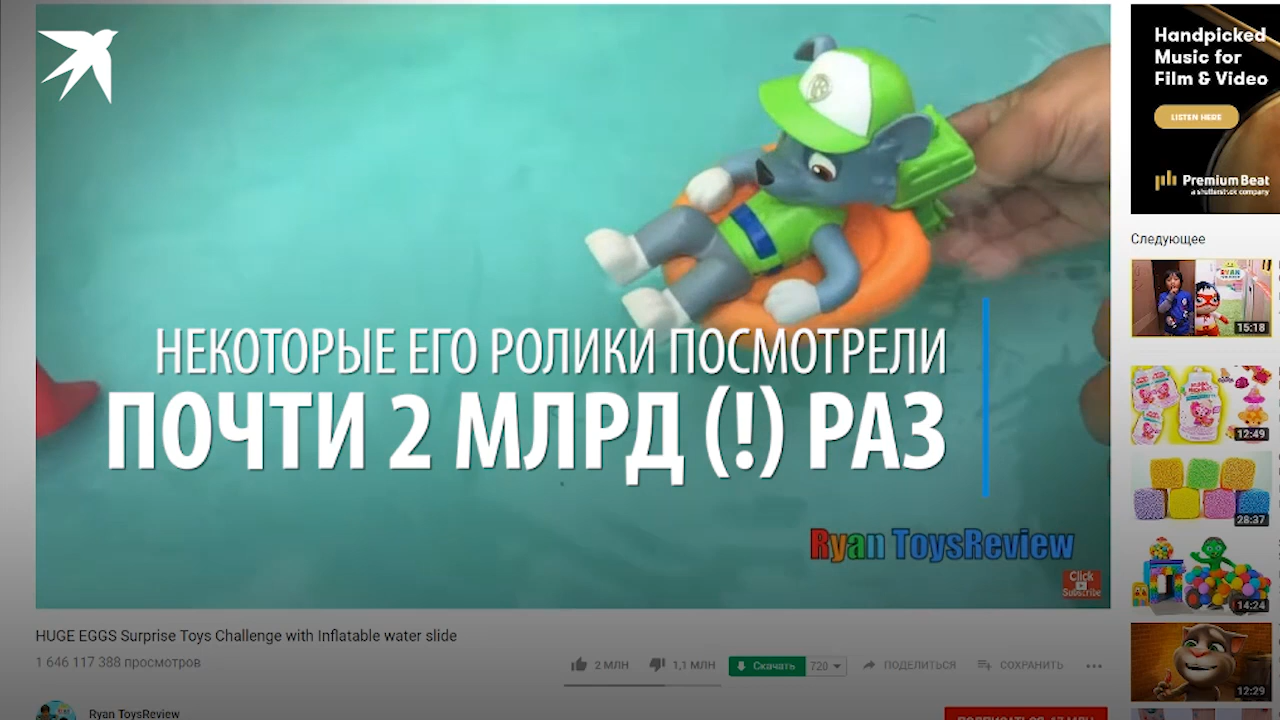 Handpicked
Music for
Film & Video
LISTEN HERE
PremiumBeat
a shutterstock company
Следующее
RYAN
15:18
12:49
28:37
14:24
12:29
НЕКОТОРЫЕ ЕГО РОЛИКИ ПОСМОТРЕЛИ
ПОЧТИ 2 МЛРД (!) РАЗ
Ryan ToysReview
Click
Subscribe
HUGE EGGS Surprise Toys Challenge with Inflatable water slide
1 646 117 388 просмотров
2 МЛН 1,1 МЛН Скачать 720 ПОДЕЛИТЬСЯ СОХРАНИТЬ
Ryan ToysReview